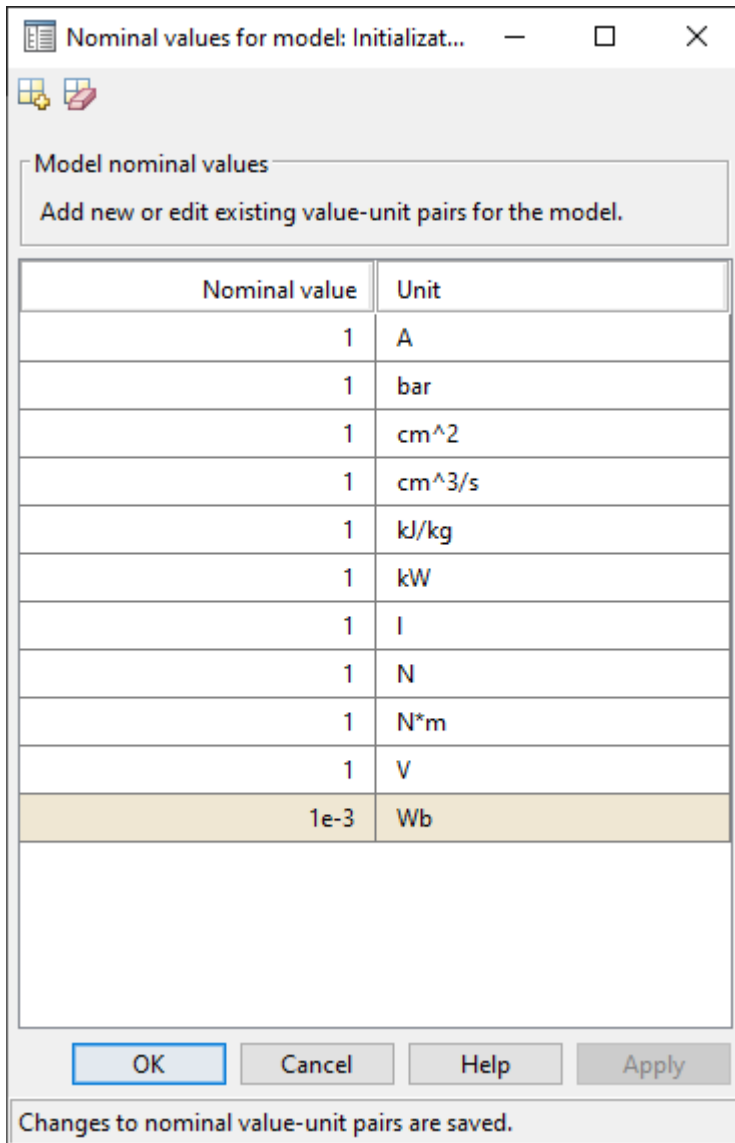 Nominal values for model: Initializat...
Model nominal values
Add new or edit existing value-unit pairs for the model.
Nominal value Unit
1 A
1 bar
1 cm^2
1 cm^3/s
1 kJ/kg
1 kW
1 l
1 N
1 N*m
1 V
1e-3 Wb
OK Cancel Help Apply
Changes to nominal value-unit pairs are saved.